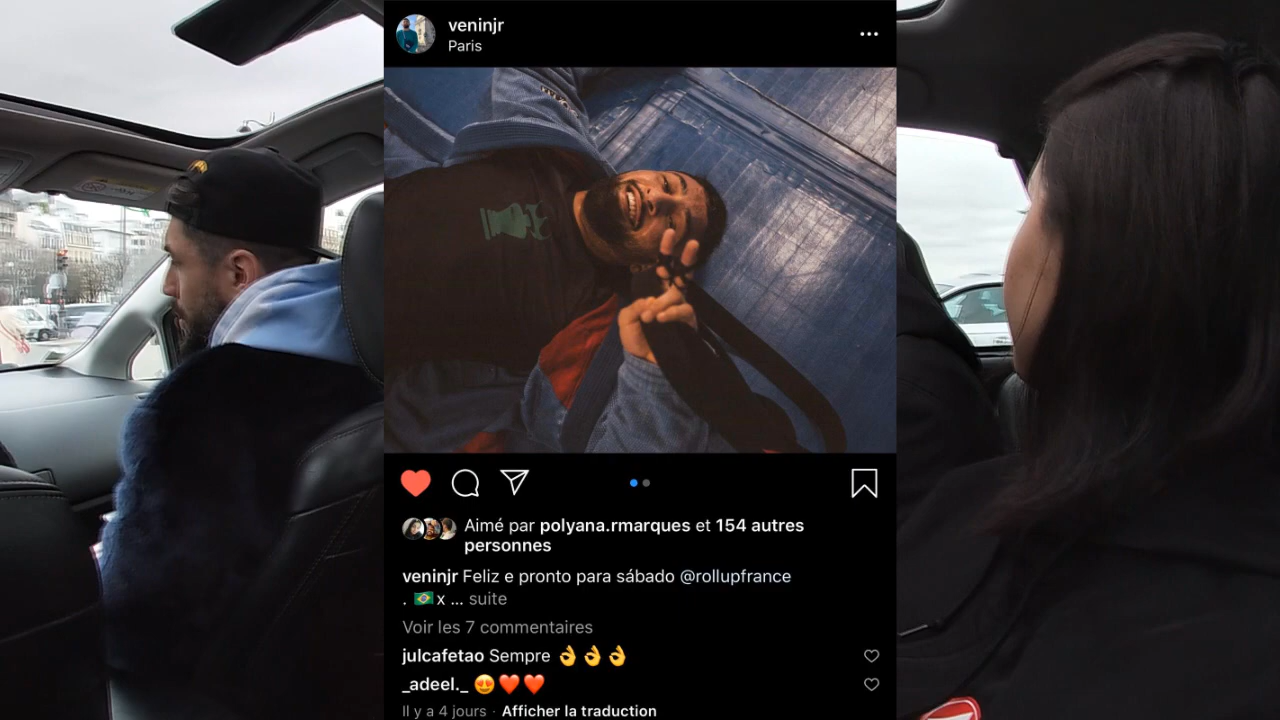 veninjr
Paris
Aimé par polyana.rmarques et 154 autres
personnes
veninjr Feliz e pronto para sábado @rollupfrance
. 🇧🇷 x ... suite
Voir les 7 commentaires
julcafetao Sempre 👌👌👌
_adeel._ 😍❤️❤️
Il y a 4 jours · Afficher la traduction